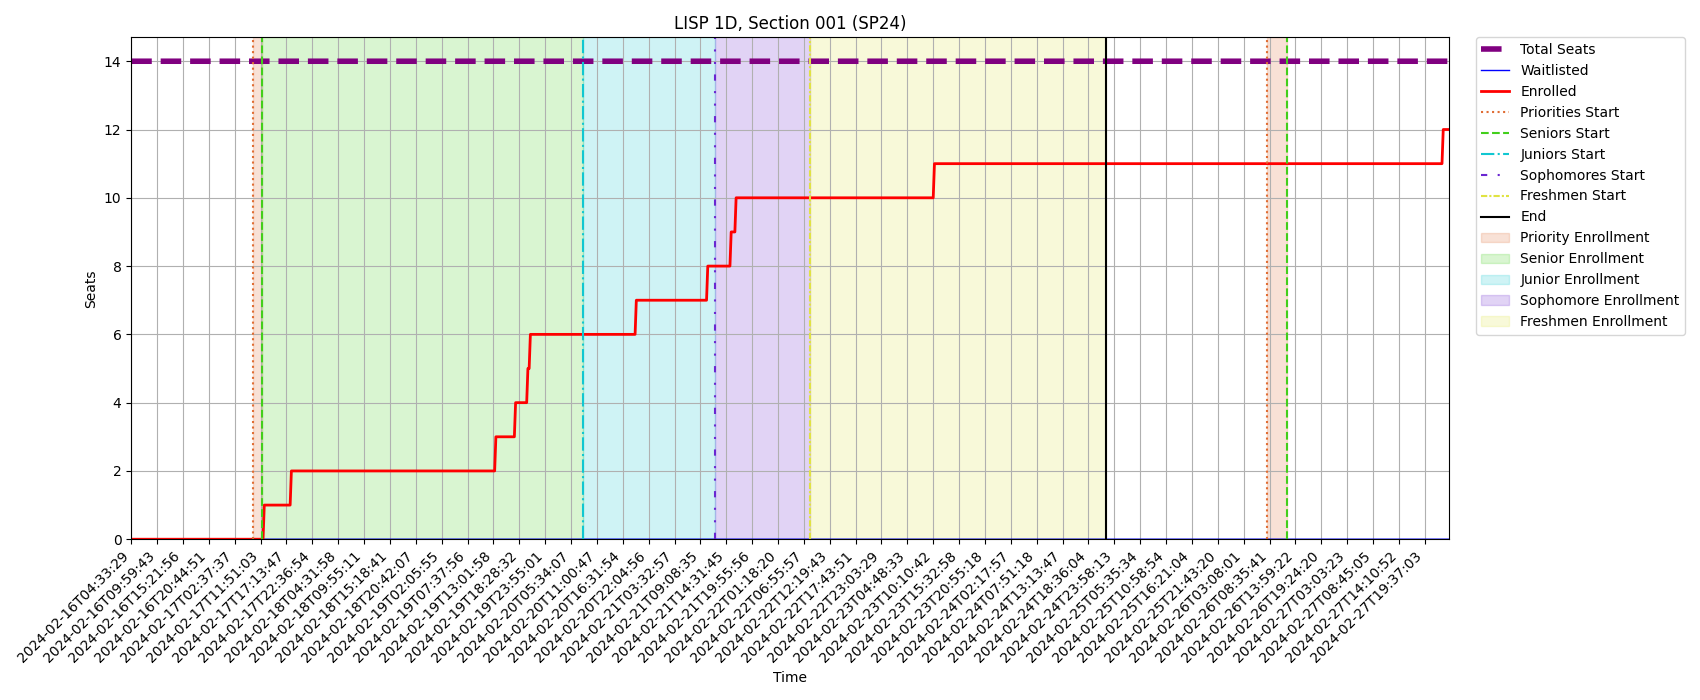 LISP 1D, Section 001 (SP24)
Seats
14
12
10
8
6
4
2
0
2024-02-16T04:33:29
2024-02-16T09:59:43
2024-02-16T15:21:56
2024-02-16T20:44:51
2024-02-17T02:37:37
2024-02-17T11:51:03
2024-02-17T17:13:47
2024-02-17T22:36:54
2024-02-18T04:31:58
2024-02-18T09:55:11
2024-02-18T15:18:41
2024-02-18T20:42:07
2024-02-19T02:05:55
2024-02-19T07:37:56
2024-02-19T13:01:58
2024-02-19T18:28:32
2024-02-19T23:55:01
2024-02-20T05:34:07
2024-02-20T11:00:47
2024-02-20T16:31:54
2024-02-20T22:04:56
2024-02-21T03:32:57
2024-02-21T09:08:35
2024-02-21T14:31:45
2024-02-21T19:55:56
2024-02-22T01:18:20
2024-02-22T06:55:57
2024-02-22T12:19:43
2024-02-22T17:43:51
2024-02-22T23:03:29
2024-02-23T04:48:33
2024-02-23T10:10:42
2024-02-23T15:32:58
2024-02-23T20:55:18
2024-02-24T02:17:57
2024-02-24T07:51:18
2024-02-24T13:13:47
2024-02-24T18:36:04
2024-02-24T23:58:13
2024-02-25T05:35:34
2024-02-25T10:58:54
2024-02-25T16:21:04
2024-02-25T21:43:20
2024-02-26T03:08:01
2024-02-26T08:35:41
2024-02-26T13:59:22
2024-02-26T19:24:20
2024-02-27T03:03:23
2024-02-27T08:45:05
2024-02-27T14:10:52
2024-02-27T19:37:03
Time
Total Seats
Waitlisted
Enrolled
Priorities Start
Seniors Start
Juniors Start
Sophomores Start
Freshmen Start
End
Priority Enrollment
Senior Enrollment
Junior Enrollment
Sophomore Enrollment
Freshmen Enrollment